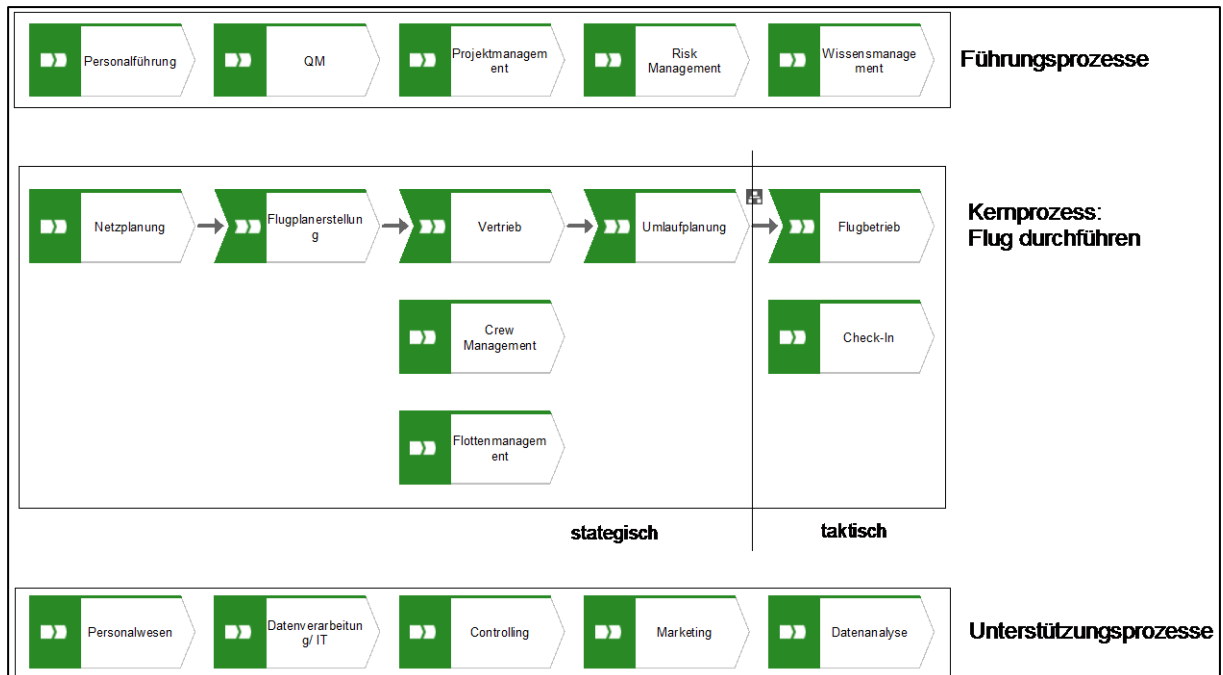 Personalführung
QM
Projektmanagem
ent
Risk
Management
Wissensmanage
ment
Führungsprozesse
Netzplanung
Flugplanerstellun
g
Vertrieb
Umlaufplanung
Flugbetrieb
Kernprozess:
Flug durchführen
Crew
Management
Check-In
Flottenmanagem
ent
stategisch
taktisch
Personalwesen
Datenverarbeitun
g/ IT
Controlling
Marketing
Datenanalyse
Unterstützungsprozesse